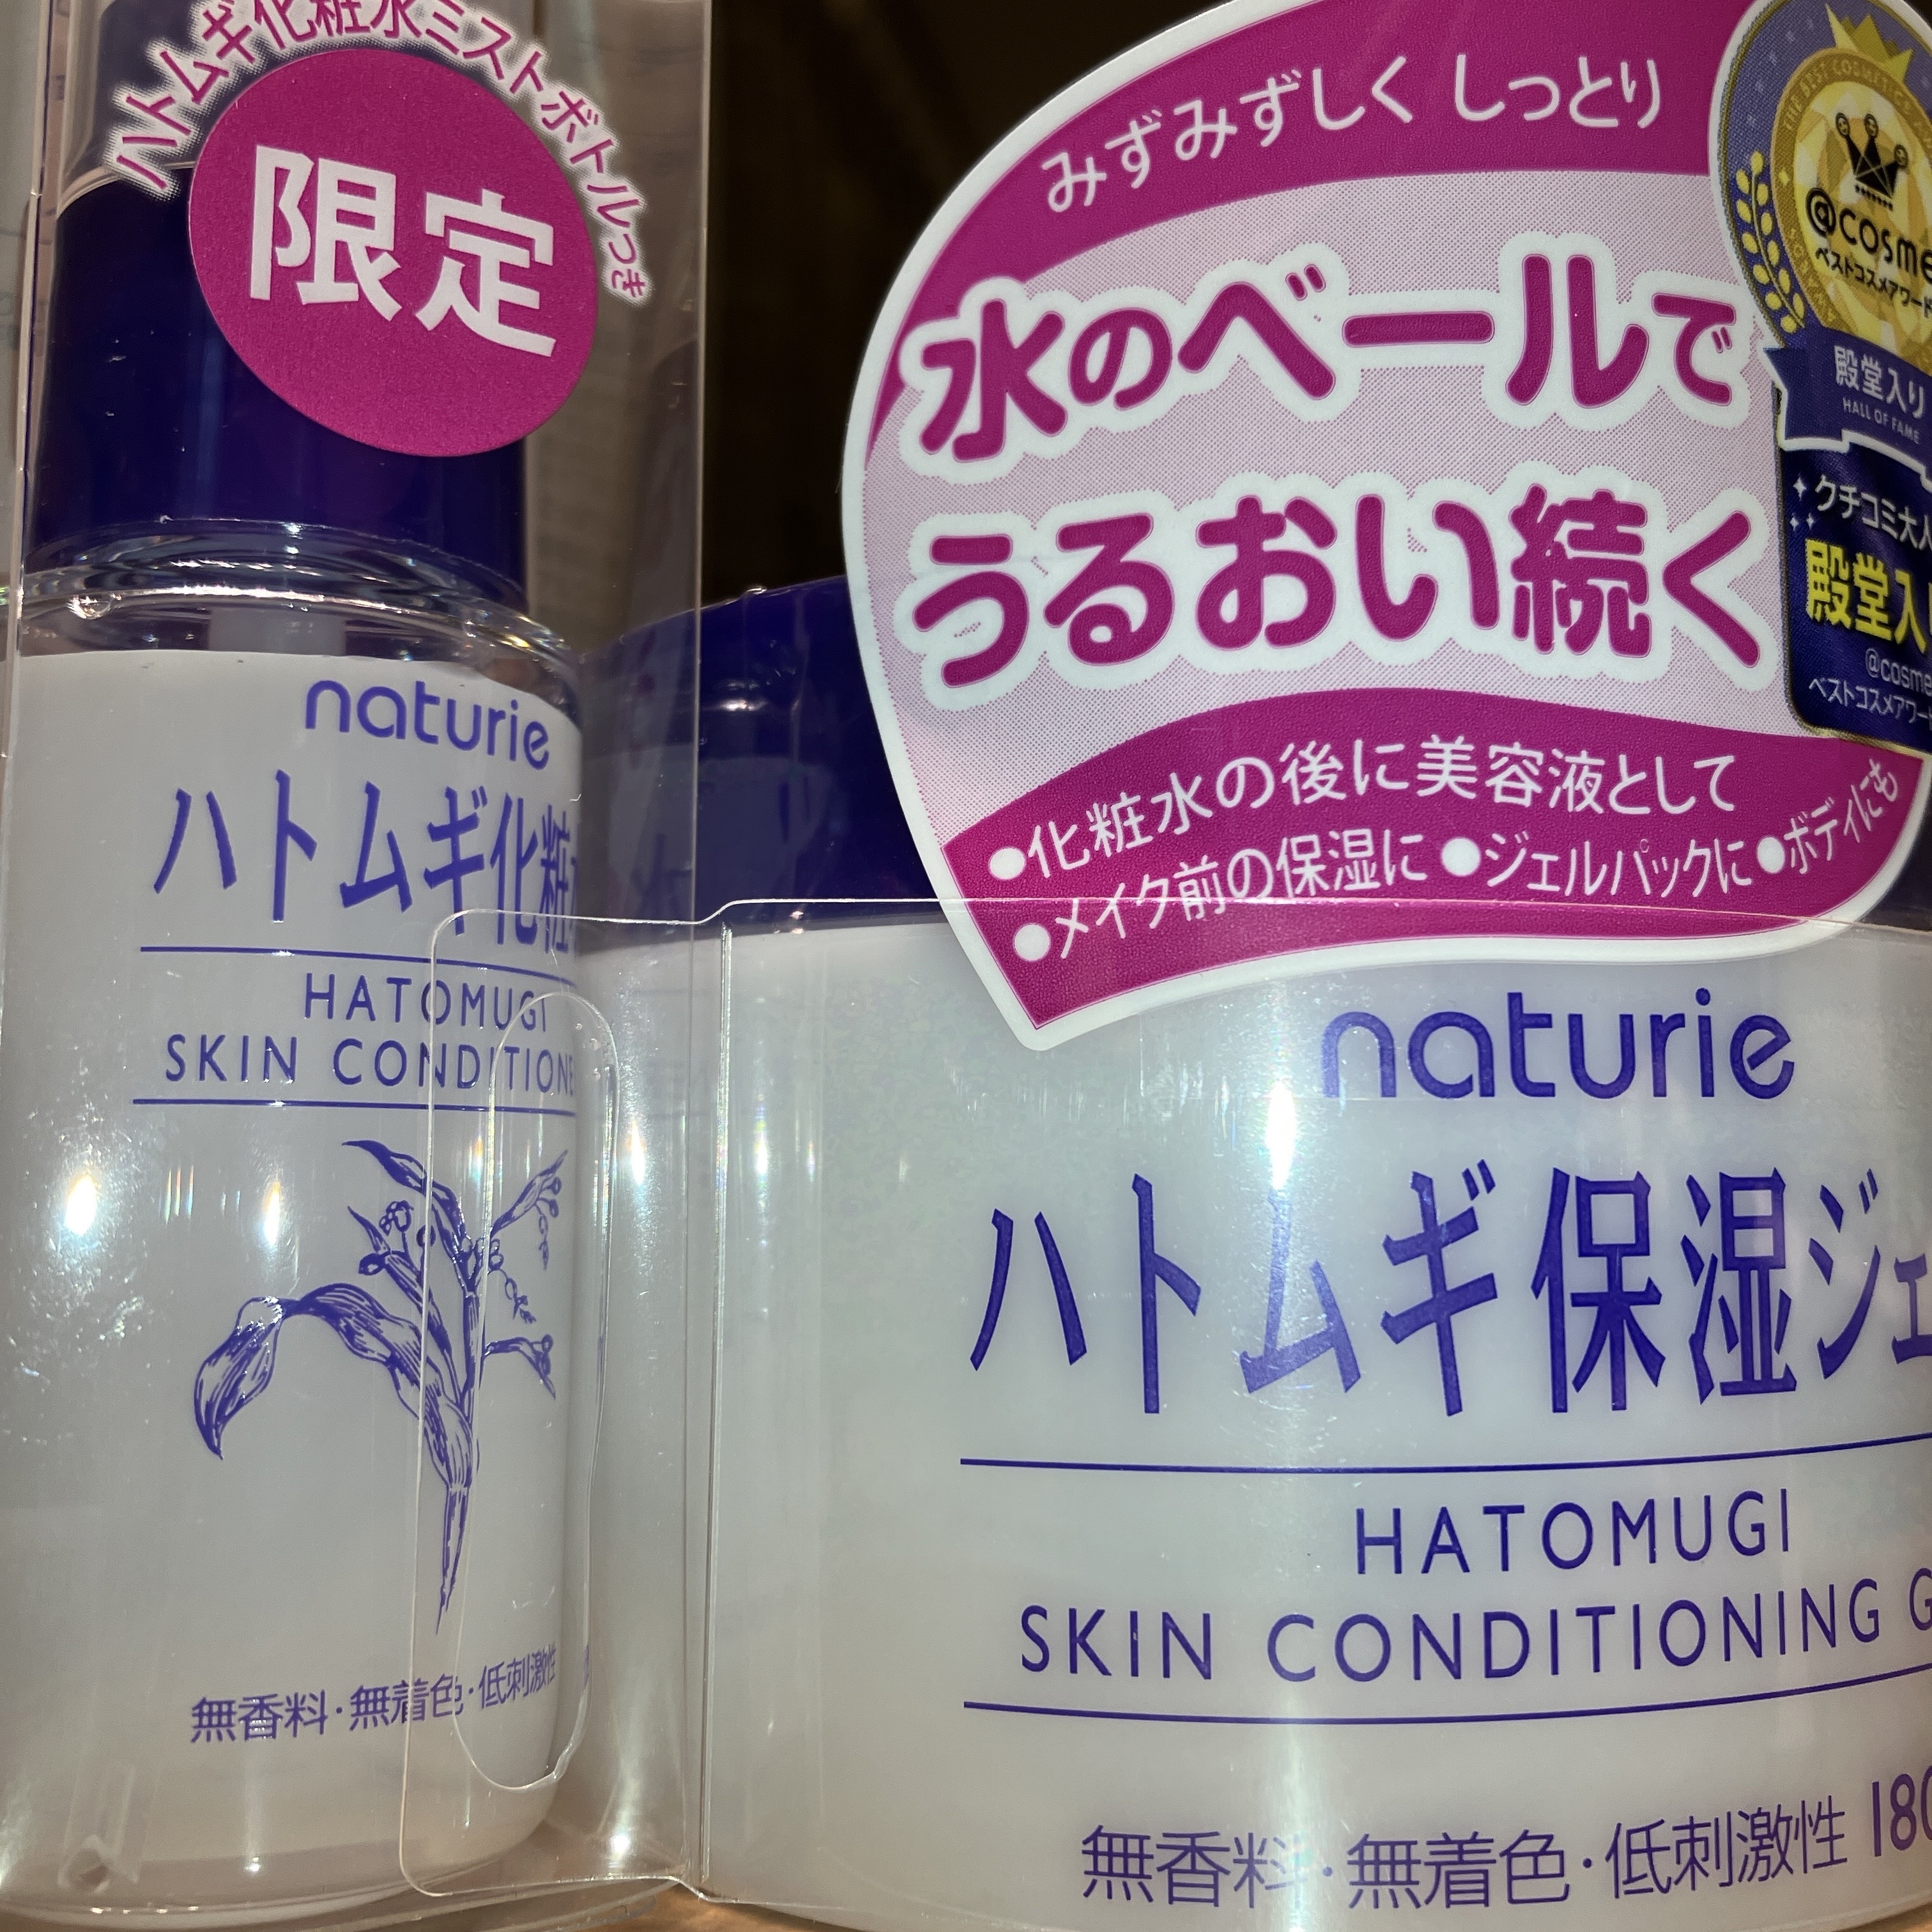 ハトムギ化粧水ミストボトルつき
限定
naturie
ハトムギ化粧
HATOMUGI
SKIN CONDITIONE
無香料・無着色・低刺激性
みずみずしく しっとり
水のベールで
うるおい続く
●化粧水の後に美容液として
●メイク前の保湿に ●ジェルパックに ●ボディにも
THE BEST COSMETICS
@cosme
ベストコスメアワード
殿堂入り
HALL OF FAME
クチコミ大人
殿堂入
@cosme
ベストコスメアワー
naturie
ハトムギ保湿ジェ
HATOMUGI
SKIN CONDITIONING G
無香料・無着色・低刺激性 180